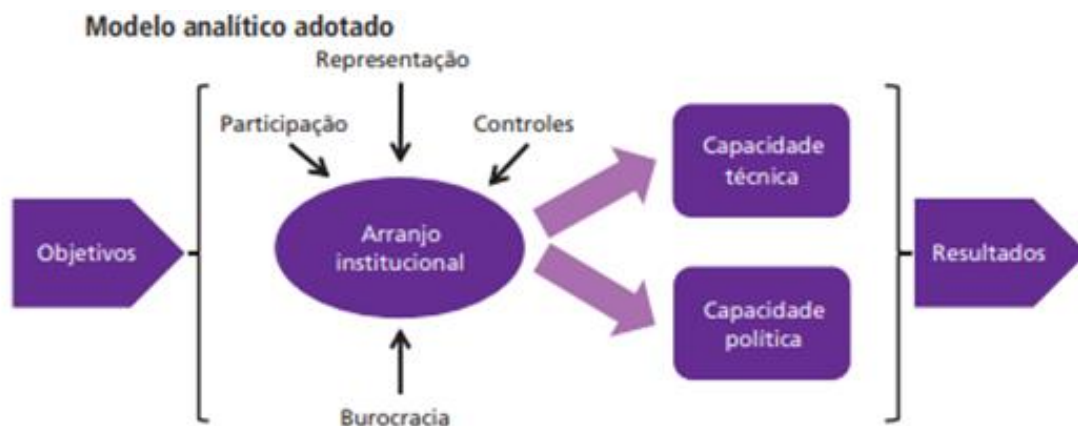 Modelo analítico adotado
Representação
Participação
Controles
Capacidade
técnica
Objetivos
Arranjo
institucional
Resultados
Capacidade
política
Burocracia